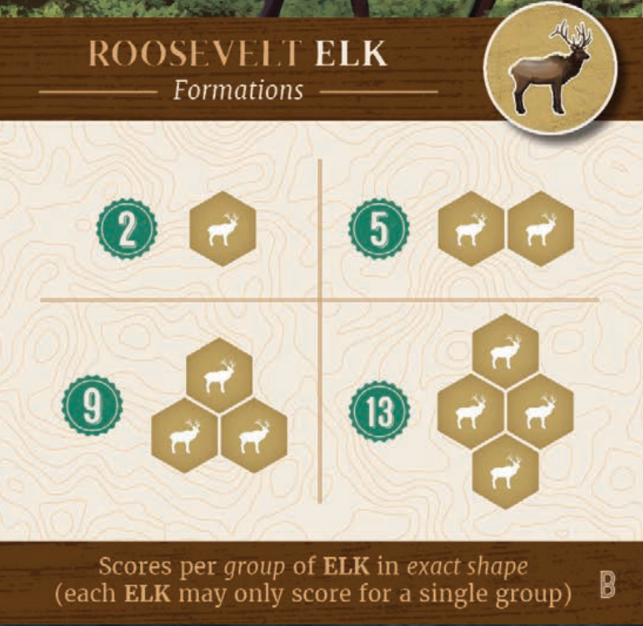 ROOSEVELT ELK
Formations
2
5
9
13
Scores per group of ELK in exact shape
(each ELK may only score for a single group)
B